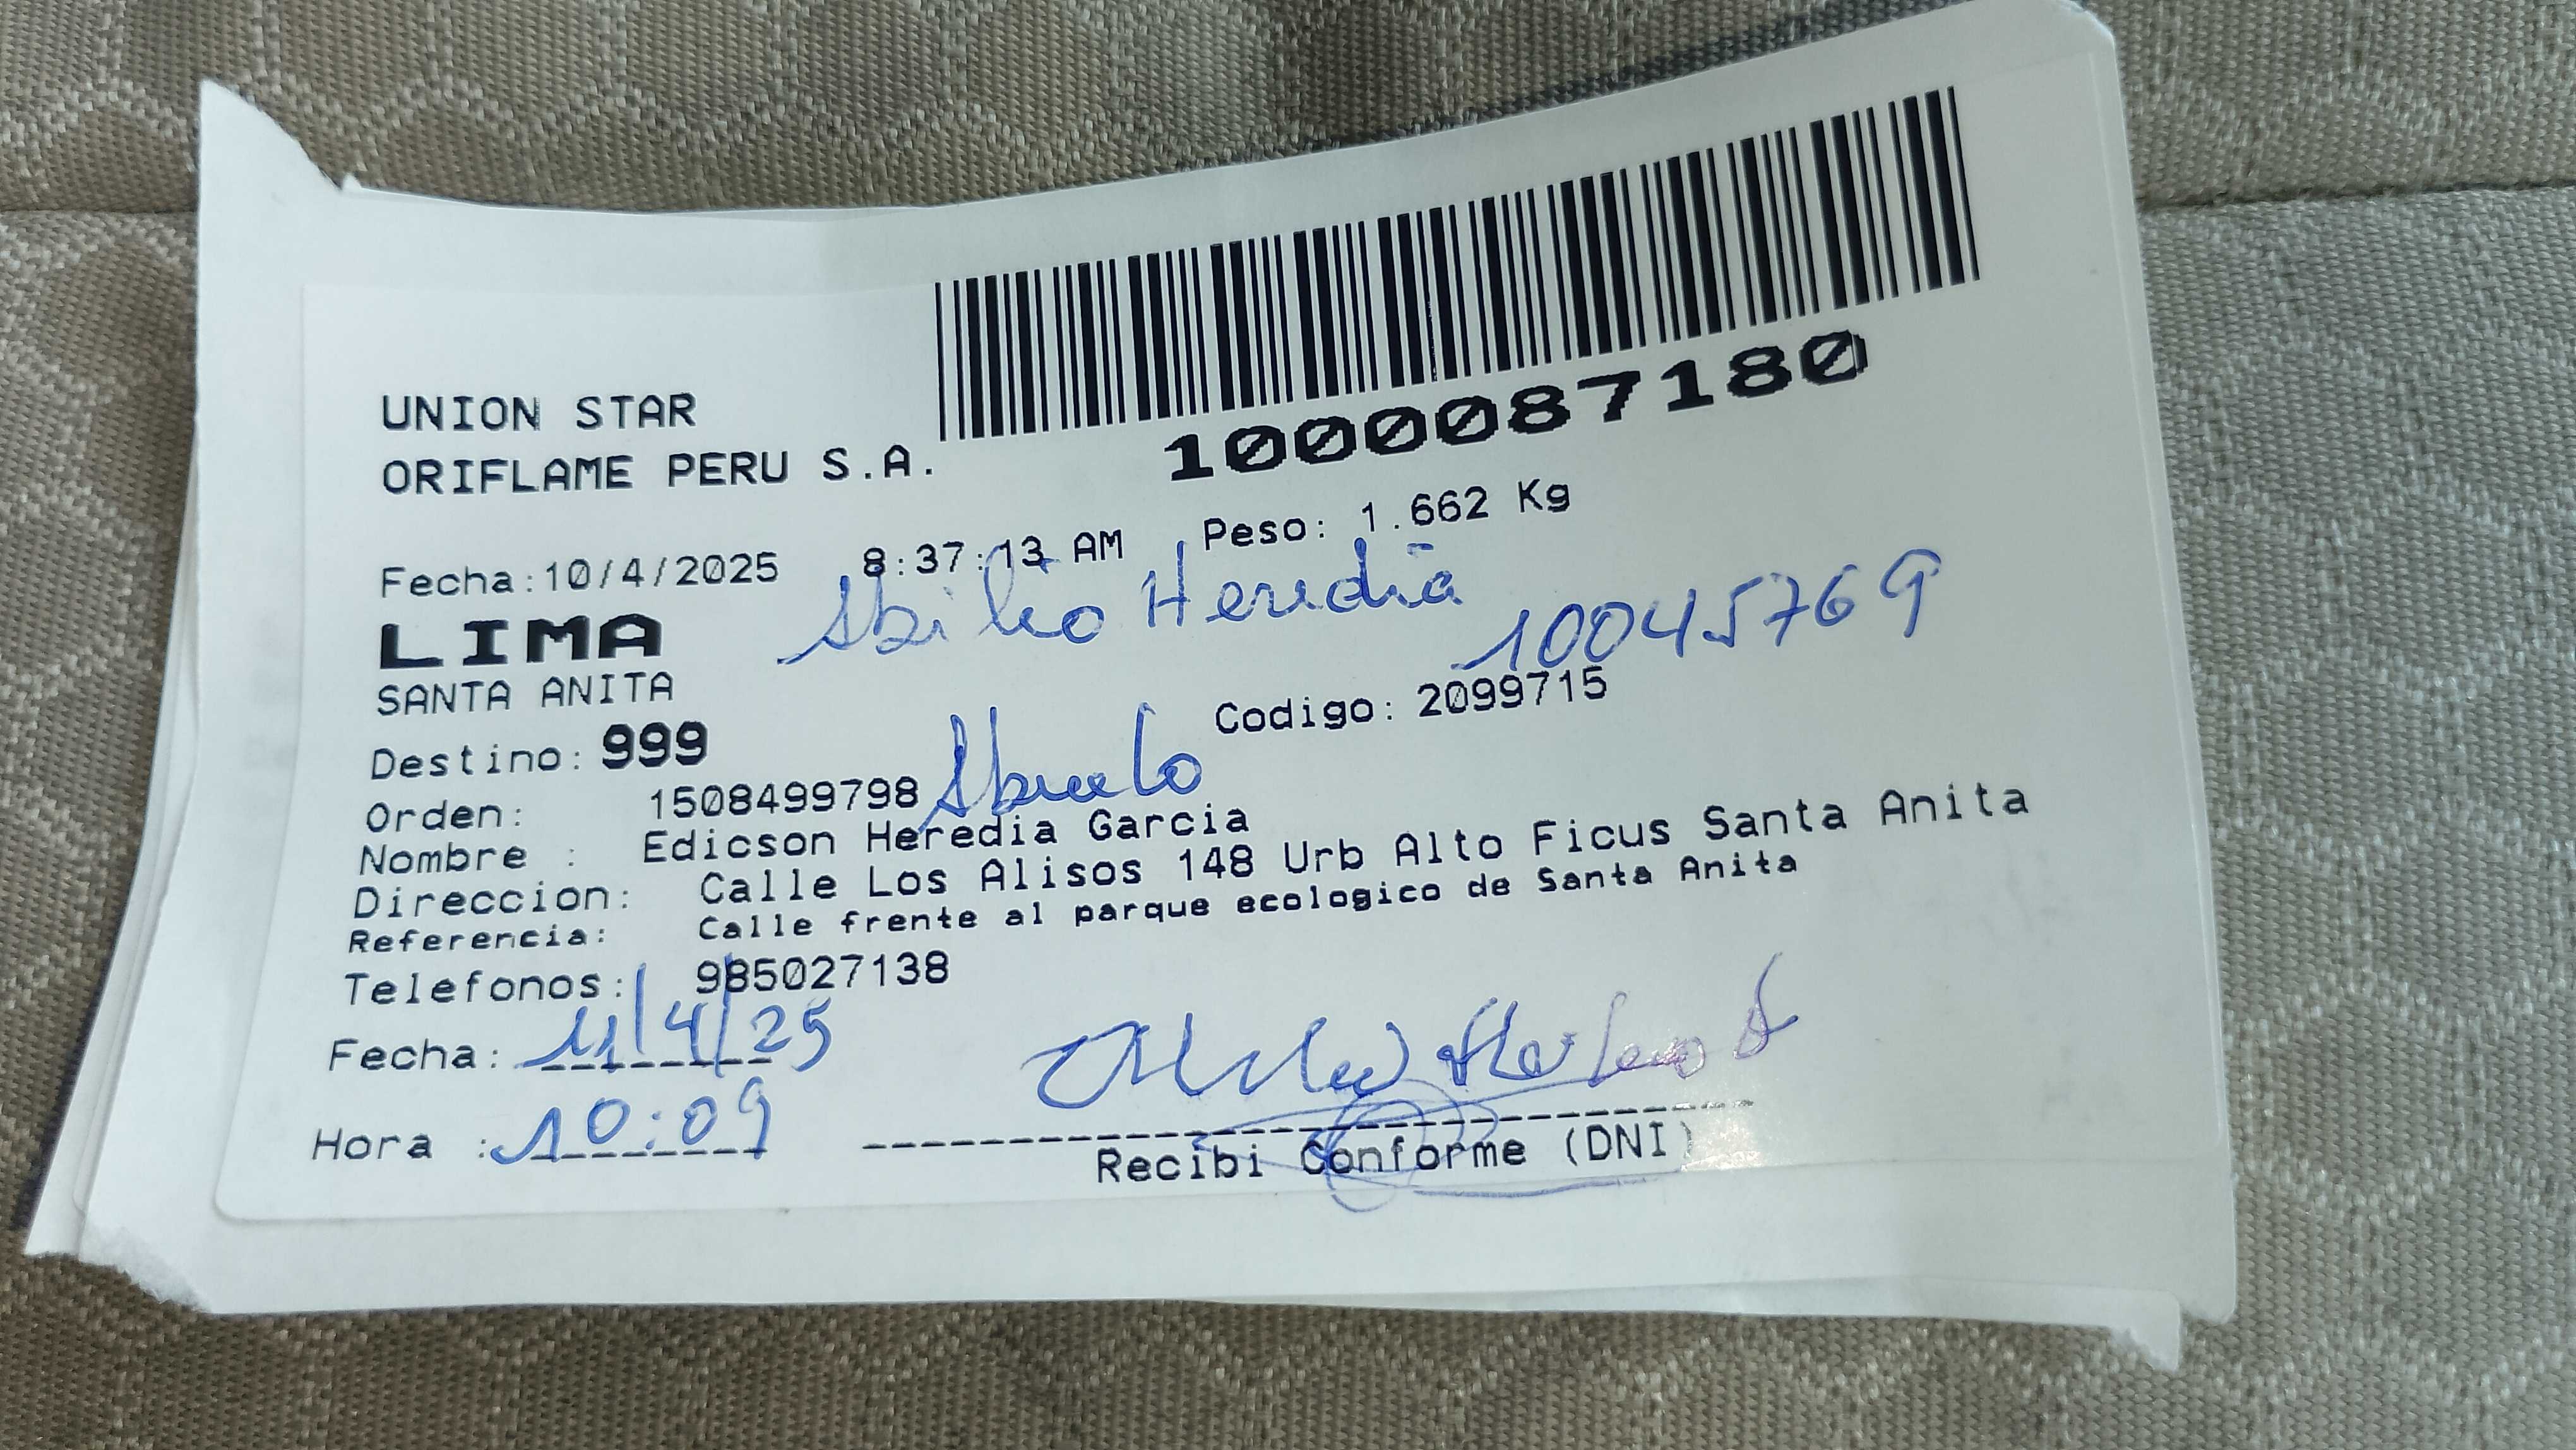 1000087180
UNION STAR
ORIFLAME PERU S.A.
Fecha:10/4/2025 8:37:13 AM Peso: 1.662 Kg
Abilio Heredia
10045769
LIMA
SANTA ANITA
Codigo: 2099715
Destino: 999
Abuelo
Orden: 1508499798
Nombre : Edicson Heredia Garcia
Direccion: Calle Los Alisos 148 Urb Alto Ficus Santa Anita
Referencia: Calle frente al parque ecologico de Santa Anita
Telefonos: 985027138
Fecha: 11/4/25
Hora : 10:09
Recibi Conforme (DNI)